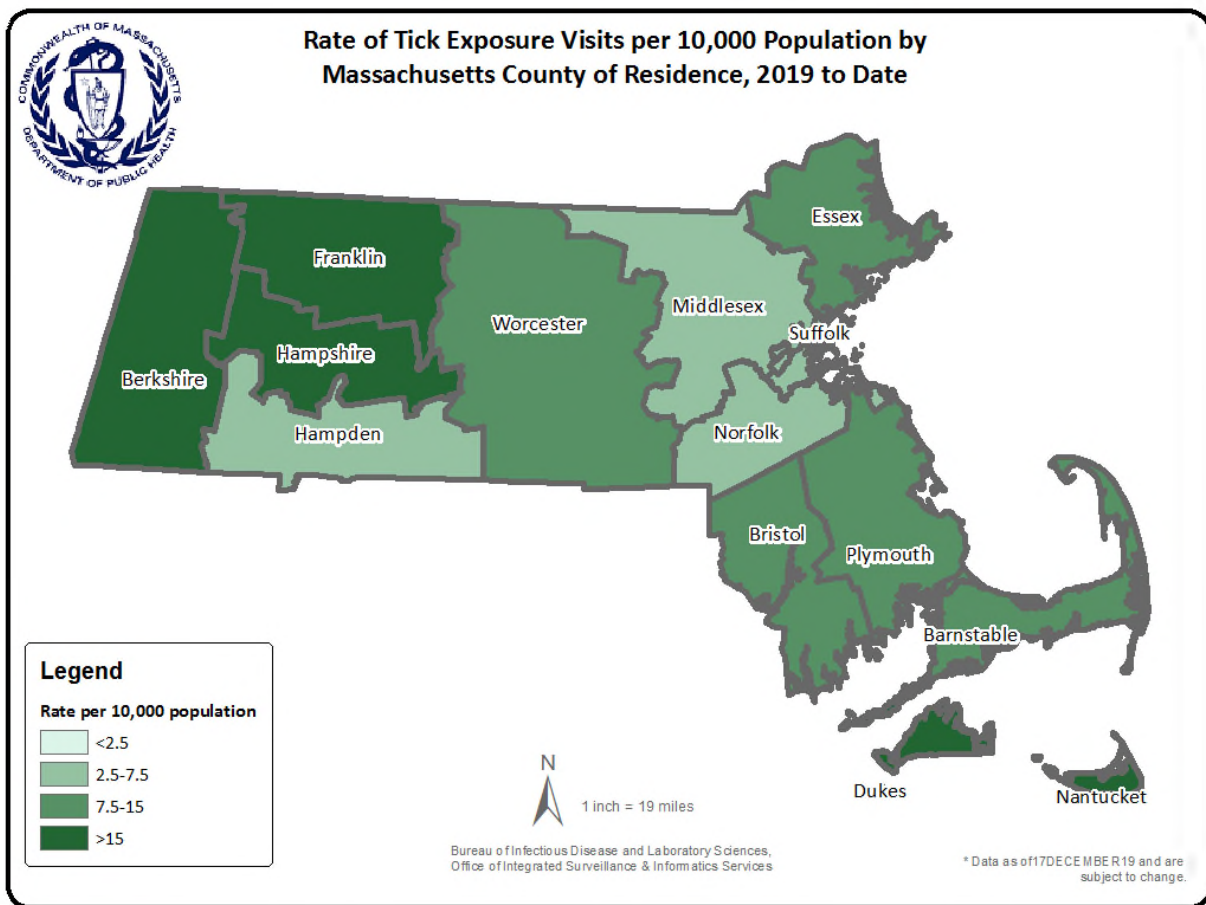 COMMONWEALTH OF MASSACHUSETTS
DEPARTMENT OF PUBLIC HEALTH
Rate of Tick Exposure Visits per 10,000 Population by
Massachusetts County of Residence, 2019 to Date
Essex
Franklin
Middlesex
Worcester
Suffolk
Hampshire
Berkshire
Hampden
Norfolk
Bristol
Plymouth
Barnstable
Dukes
Nantucket
Legend
Rate per 10,000 population
<2.5
2.5-7.5
7.5-15
>15
N
1 inch = 19 miles
Bureau of Infectious Disease and Laboratory Sciences,
Office of Integrated Surveillance & Informatics Services
* Data as of17DECEMBER19 and are
subject to change.